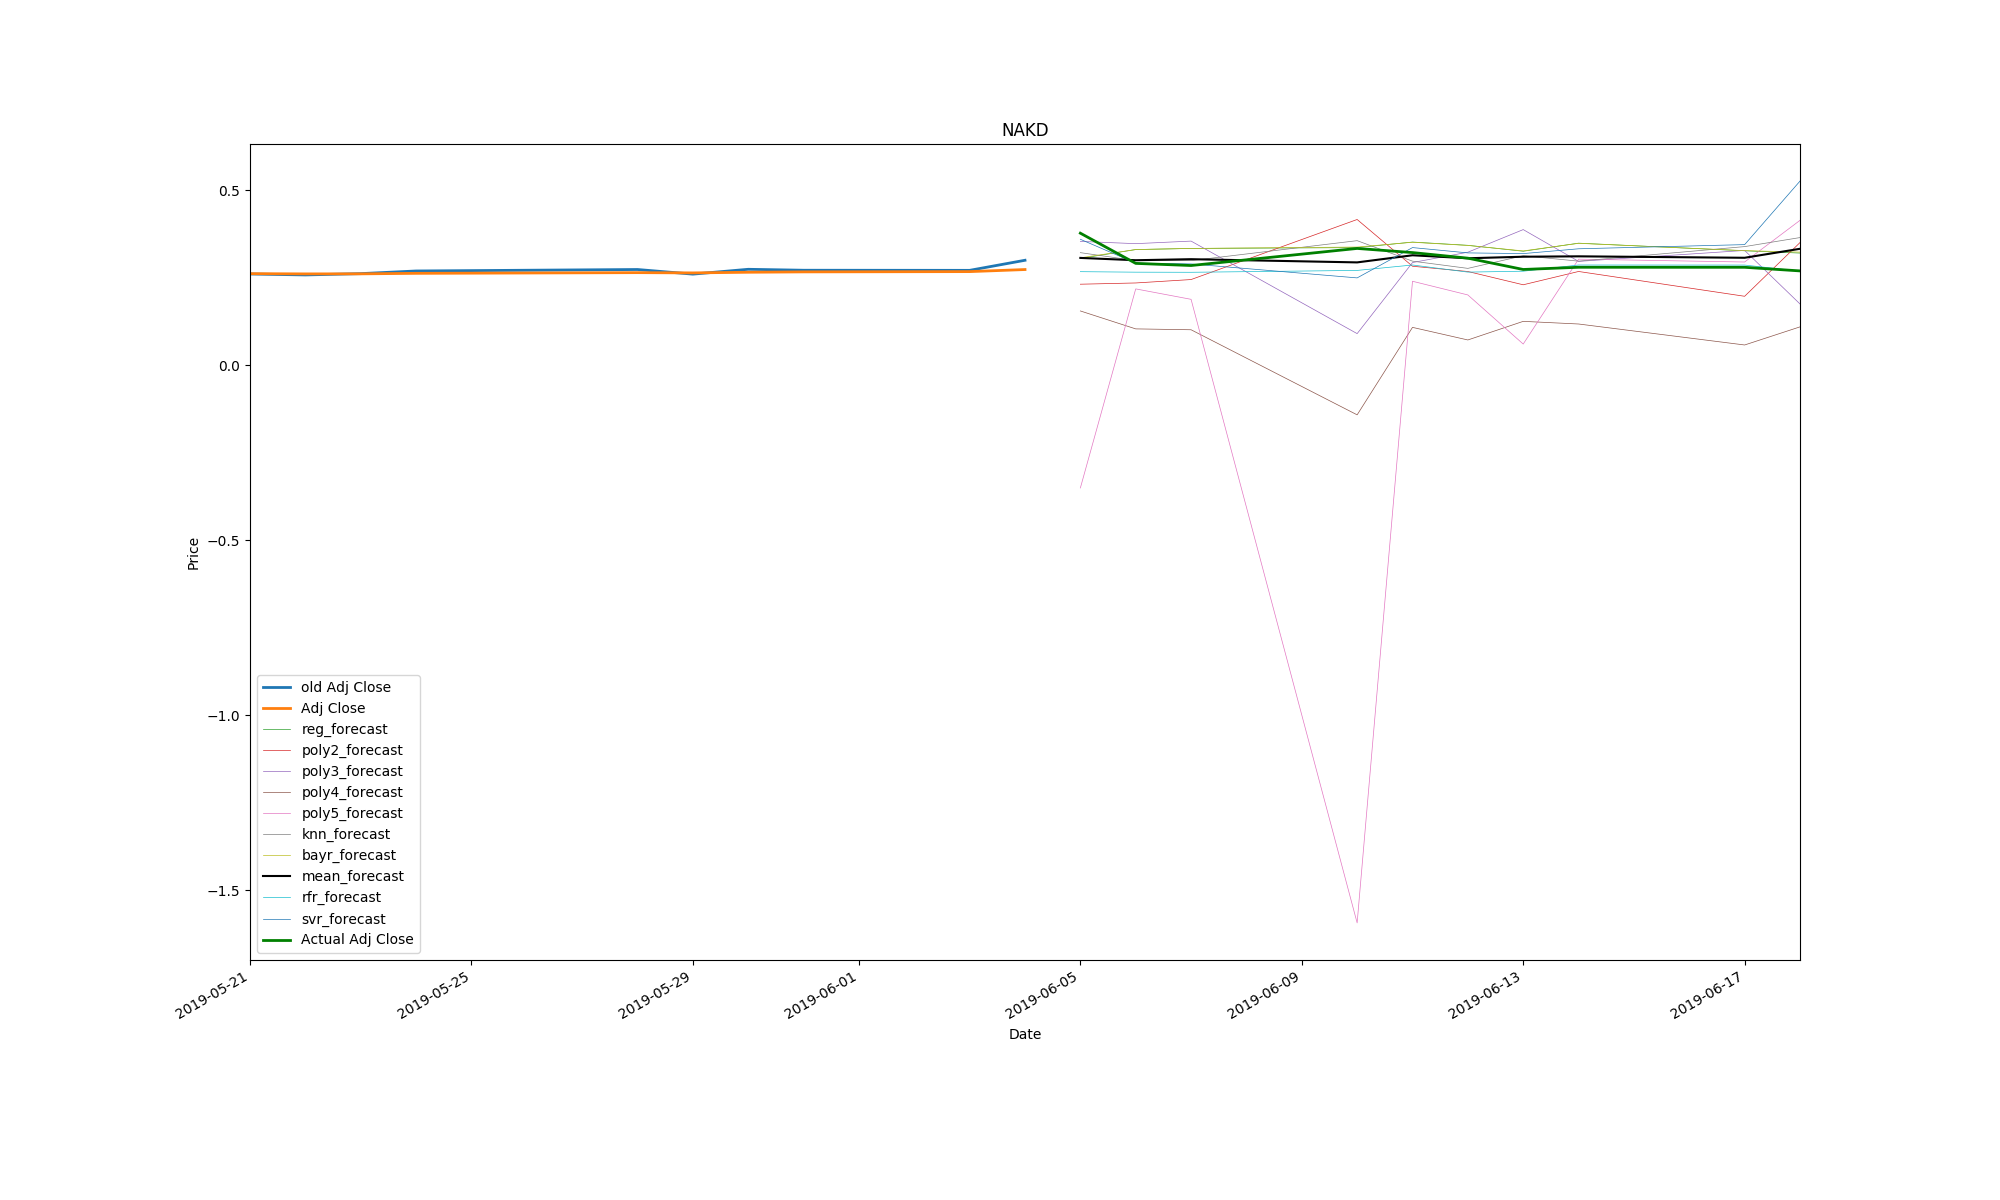 NAKD
0.5
0.0
−0.5
−1.0
−1.5
Price
old Adj Close
Adj Close
reg_forecast
poly2_forecast
poly3_forecast
poly4_forecast
poly5_forecast
knn_forecast
bayr_forecast
mean_forecast
rfr_forecast
svr_forecast
Actual Adj Close
2019-05-21
2019-05-25
2019-05-29
2019-06-01
2019-06-05
2019-06-09
2019-06-13
2019-06-17
Date